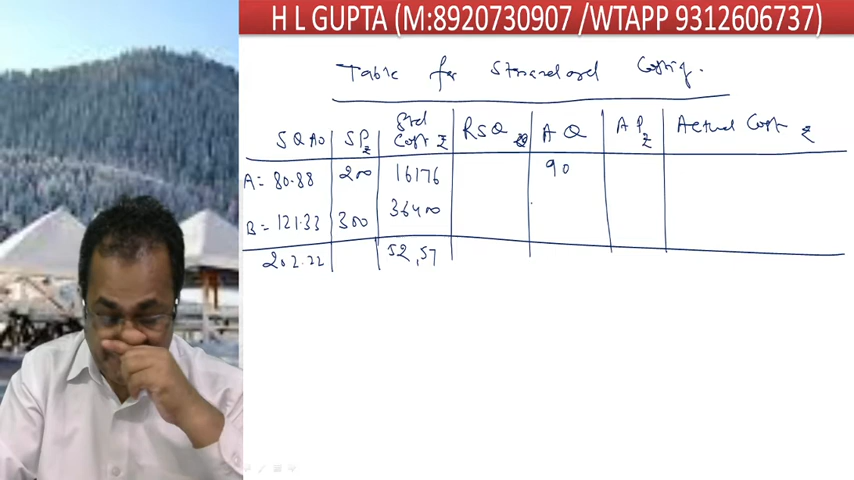 H L GUPTA (M:8920730907 /WTAPP 9312606737)
Table for Standard Costing.
SQAO SP ₹ Std Cost ₹ RSQ AQ AP ₹ Actual Cost ₹
A = 80.88 200 16176 90
B = 121.33 300 36400
202.22 52,57